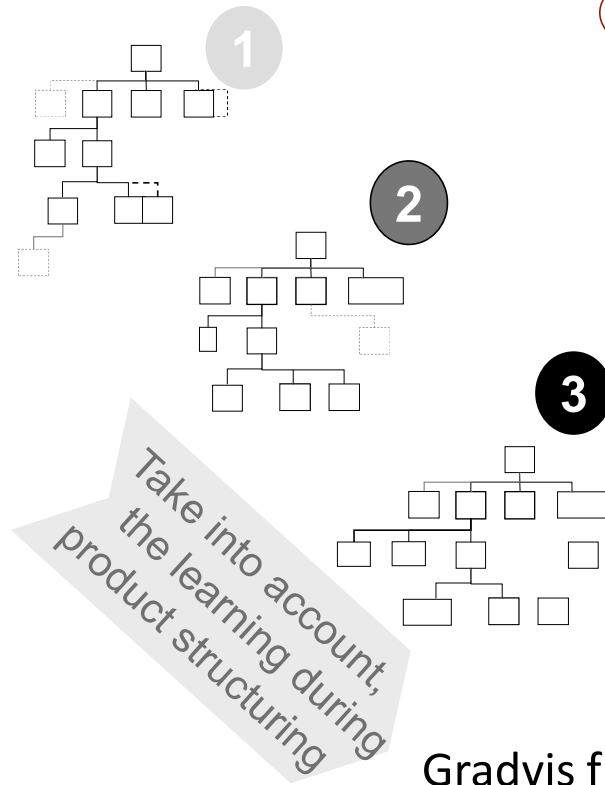 1
2
3
Take into account,
the learning during
product structuring
Gradvis f